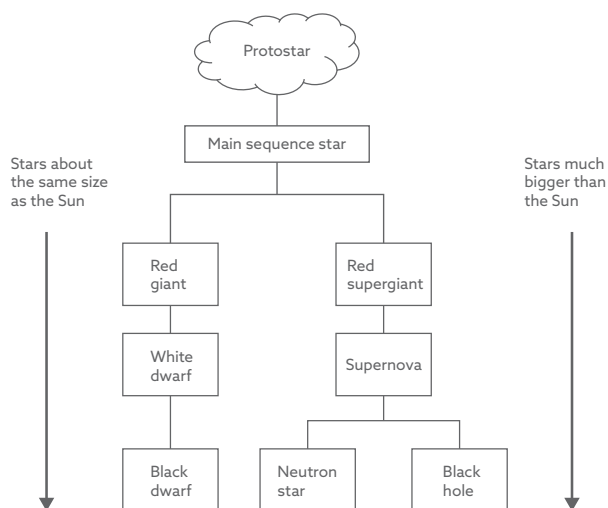 Protostar
Main sequence star
Stars about
the same size
as the Sun
Stars much
bigger than
the Sun
Red
giant
Red
supergiant
White
dwarf
Supernova
Black
dwarf
Neutron
star
Black
hole